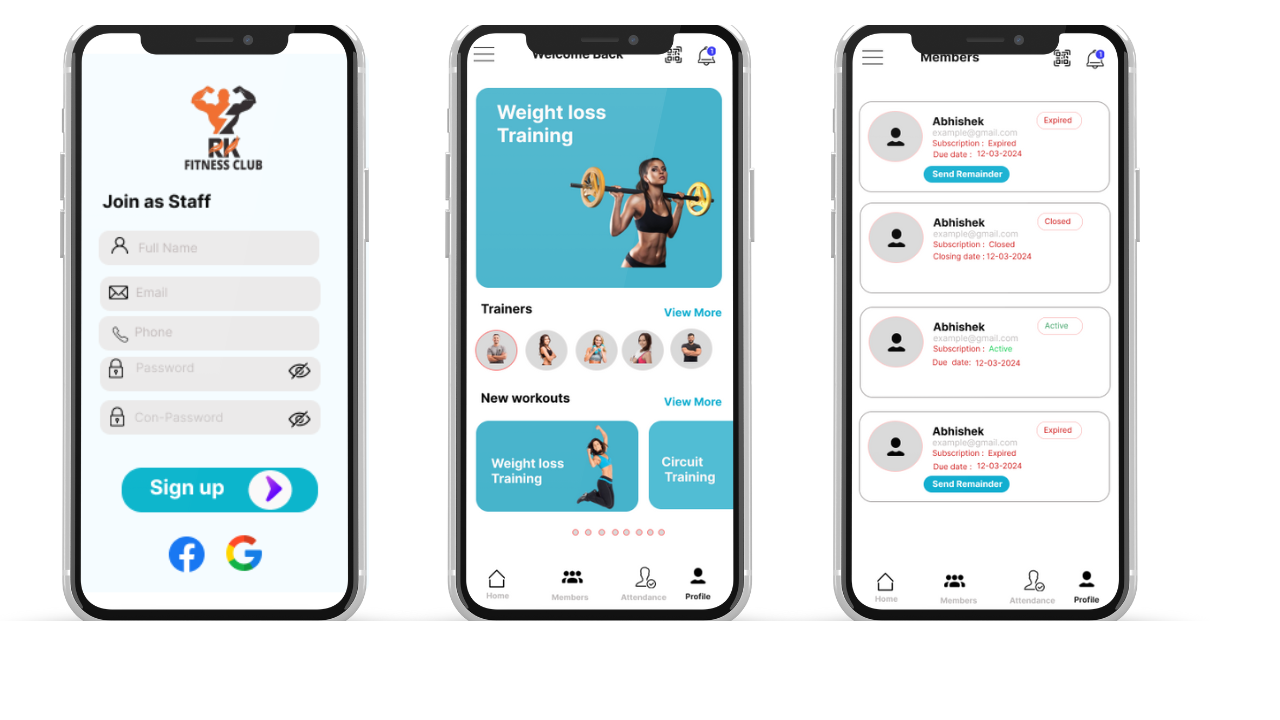 RK
FITNESS CLUB
Join as Staff
Full Name
Email
Phone
Password
Con-Password
Sign up
Welcome Back
1
Weight loss
Training
Trainers
View More
New workouts
View More
Weight loss
Training
Circuit
Training
Home
Members
Attendance
Profile
Members
1
Abhishek
Expired
example@gmail.com
Subscription : Expired
Due date : 12-03-2024
Send Remainder
Abhishek
Closed
example@gmail.com
Subscription : Closed
Closing date : 12-03-2024
Abhishek
Active
example@gmail.com
Subscription : Active
Due date: 12-03-2024
Abhishek
Expired
example@gmail.com
Subscription : Expired
Due date : 12-03-2024
Send Remainder
Home
Members
Attendance
Profile